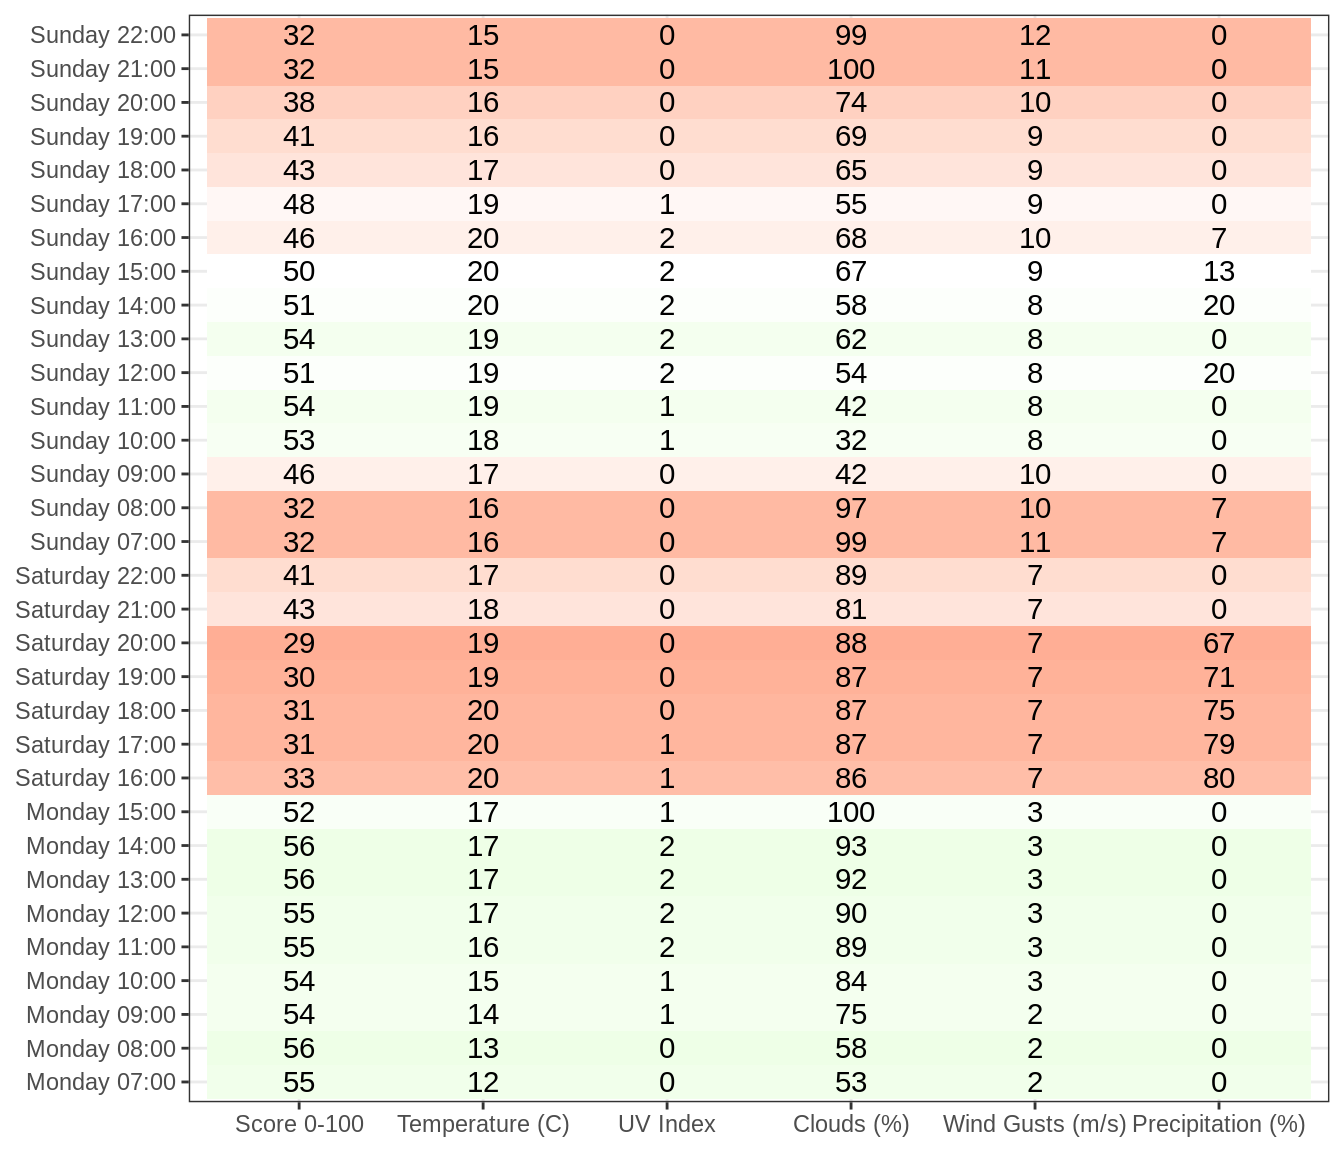 Sunday 22:00 32 15 0 99 12 0
Sunday 21:00 32 15 0 100 11 0
Sunday 20:00 38 16 0 74 10 0
Sunday 19:00 41 16 0 69 9 0
Sunday 18:00 43 17 0 65 9 0
Sunday 17:00 48 19 1 55 9 0
Sunday 16:00 46 20 2 68 10 7
Sunday 15:00 50 20 2 67 9 13
Sunday 14:00 51 20 2 58 8 20
Sunday 13:00 54 19 2 62 8 0
Sunday 12:00 51 19 2 54 8 20
Sunday 11:00 54 19 1 42 8 0
Sunday 10:00 53 18 1 32 8 0
Sunday 09:00 46 17 0 42 10 0
Sunday 08:00 32 16 0 97 10 7
Sunday 07:00 32 16 0 99 11 7
Saturday 22:00 41 17 0 89 7 0
Saturday 21:00 43 18 0 81 7 0
Saturday 20:00 29 19 0 88 7 67
Saturday 19:00 30 19 0 87 7 71
Saturday 18:00 31 20 0 87 7 75
Saturday 17:00 31 20 1 87 7 79
Saturday 16:00 33 20 1 86 7 80
Monday 15:00 52 17 1 100 3 0
Monday 14:00 56 17 2 93 3 0
Monday 13:00 56 17 2 92 3 0
Monday 12:00 55 17 2 90 3 0
Monday 11:00 55 16 2 89 3 0
Monday 10:00 54 15 1 84 3 0
Monday 09:00 54 14 1 75 2 0
Monday 08:00 56 13 0 58 2 0
Monday 07:00 55 12 0 53 2 0
Score 0-100 Temperature (C) UV Index Clouds (%) Wind Gusts (m/s) Precipitation (%)